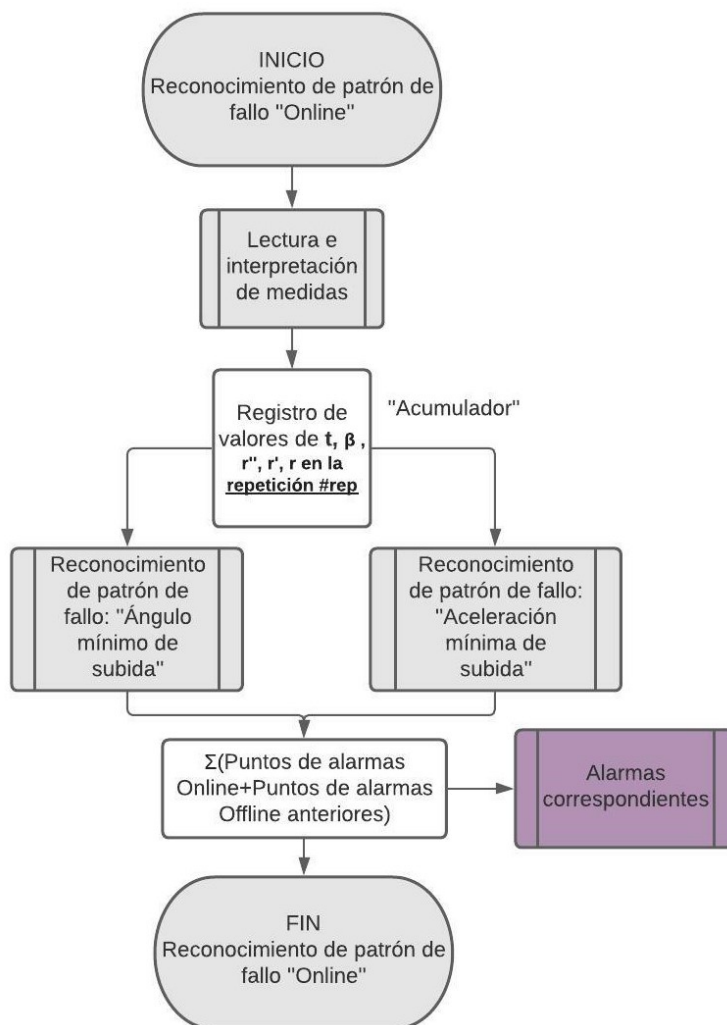 INICIO
Reconocimiento de patrón de
fallo "Online"
Lectura e
interpretación
de medidas
Registro de
valores de t, β ,
r'', r', r en la
repetición #rep
"Acumulador"
Reconocimiento
de patrón de
fallo: "Ángulo
mínimo de
subida"
Reconocimiento
de patrón de fallo:
"Aceleración
mínima de
subida"
Σ(Puntos de alarmas
Online+Puntos de alarmas
Offline anteriores)
Alarmas
correspondientes
FIN
Reconocimiento de patrón de
fallo "Online"